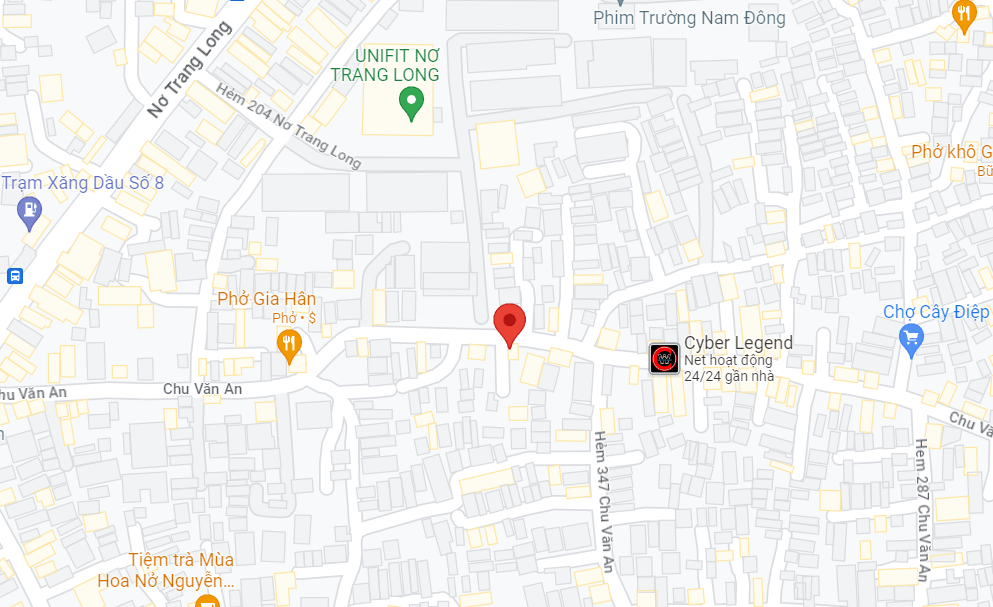 Phim Trường Nam Đông
Nơ Trang Long
UNIFIT NƠ
TRANG LONG
Hẻm 204 Nơ Trang Long
Phở khô G
Bũ
Trạm Xăng Dầu Số 8
Phở Gia Hân
Phở • $
Chợ Cây Điệp
Cyber Legend
Net hoạt động
24/24 gần nhà
hu Văn An
Chu Văn An
Chu Vă
Hẻm 347 Chu Văn An
Hẻm 287 Chu Văn An
Tiệm trà Mùa
Hoa Nở Nguyễn...